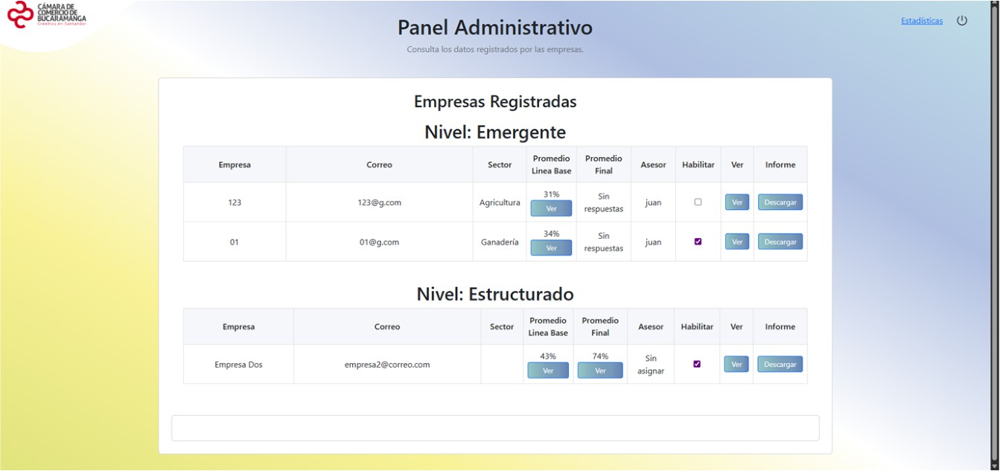 CÁMARA DE
COMERCIO DE
BUCARAMANGA
Creemos en Santander
Panel Administrativo
Consulta los datos registrados por las empresas.
Estadísticas
Empresas Registradas
Nivel: Emergente
Empresa Correo Sector Promedio Linea Base Promedio Final Asesor Habilitar Ver Informe
123 123@g.com Agricultura 31% Ver Sin respuestas juan Ver Descargar
01 01@g.com Ganadería 34% Ver Sin respuestas juan Ver Descargar
Nivel: Estructurado
Empresa Correo Sector Promedio Linea Base Promedio Final Asesor Habilitar Ver Informe
Empresa Dos empresa2@correo.com 43% Ver 74% Ver Sin asignar Ver Descargar